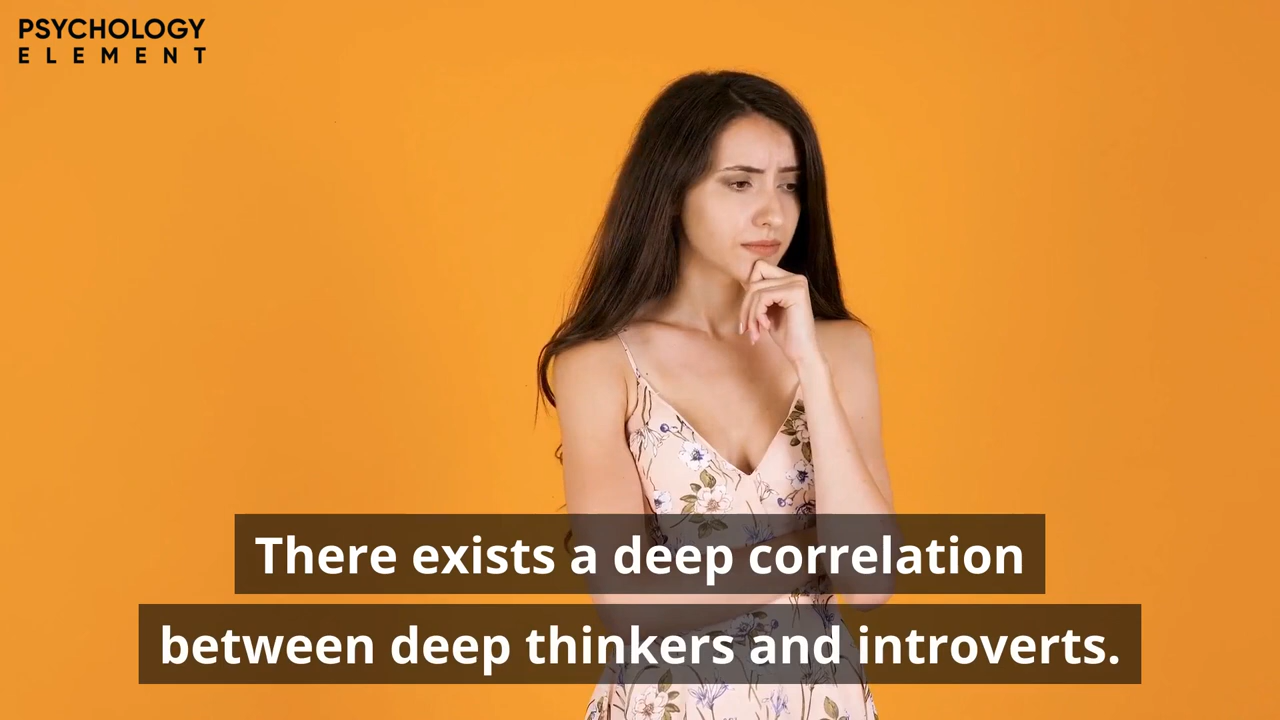 PSYCHOLOGY
ELEMENT
There exists a deep correlation
between deep thinkers and introverts.